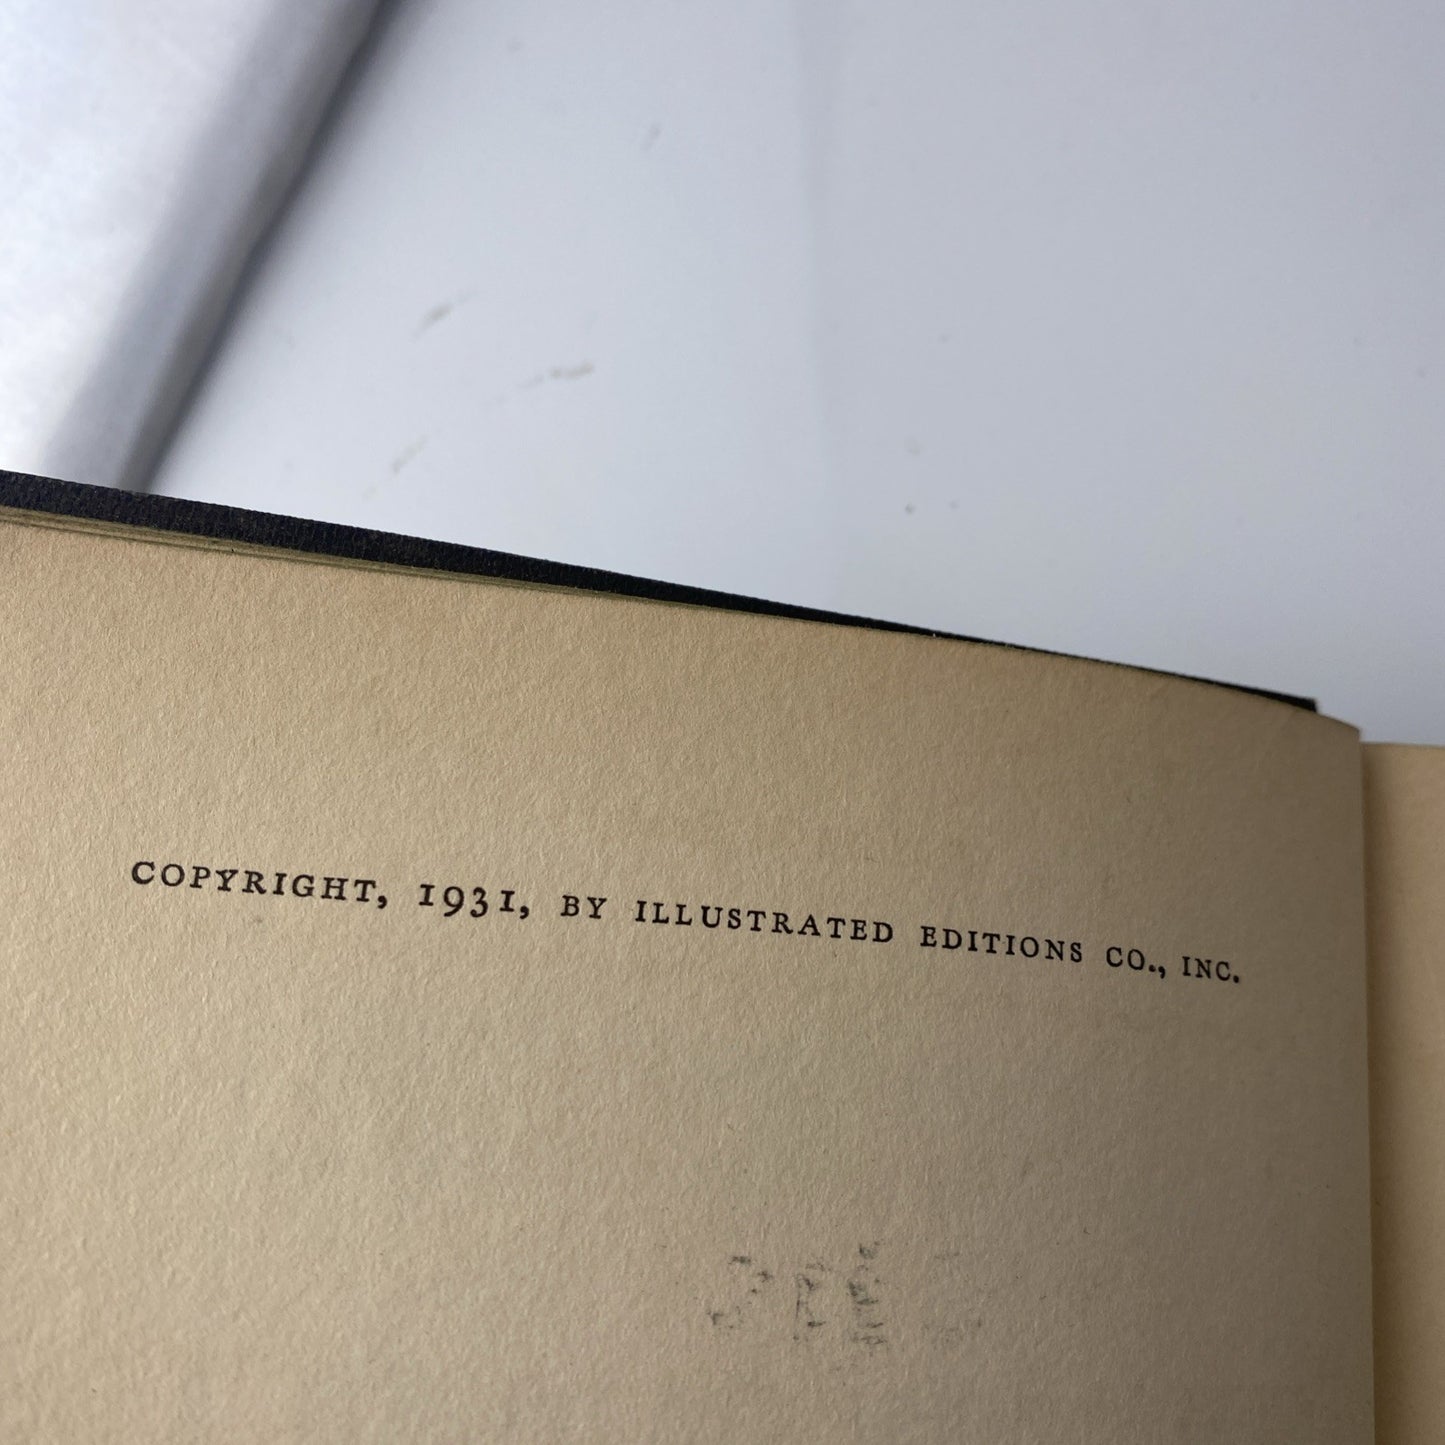 COPYRIGHT, 1931, BY ILLUSTRATED EDITIONS CO., INC.